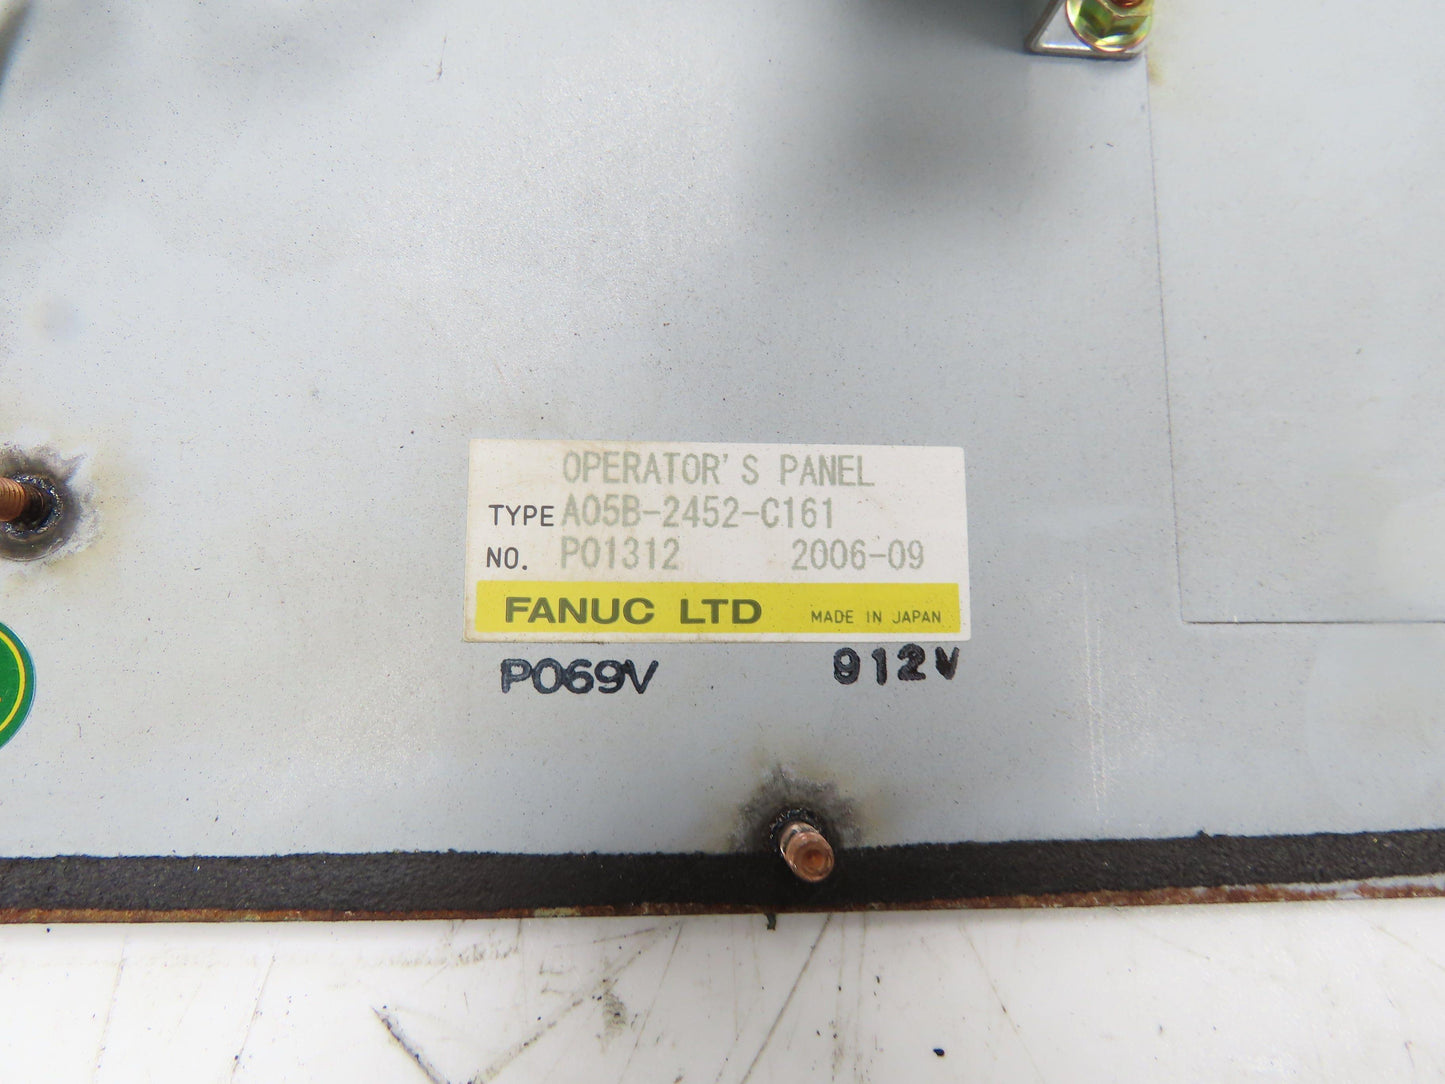 OPERATOR'S PANEL
TYPE A05B-2452-C161
NO. P01312 2006-09
FANUC LTD MADE IN JAPAN
P069V 912V